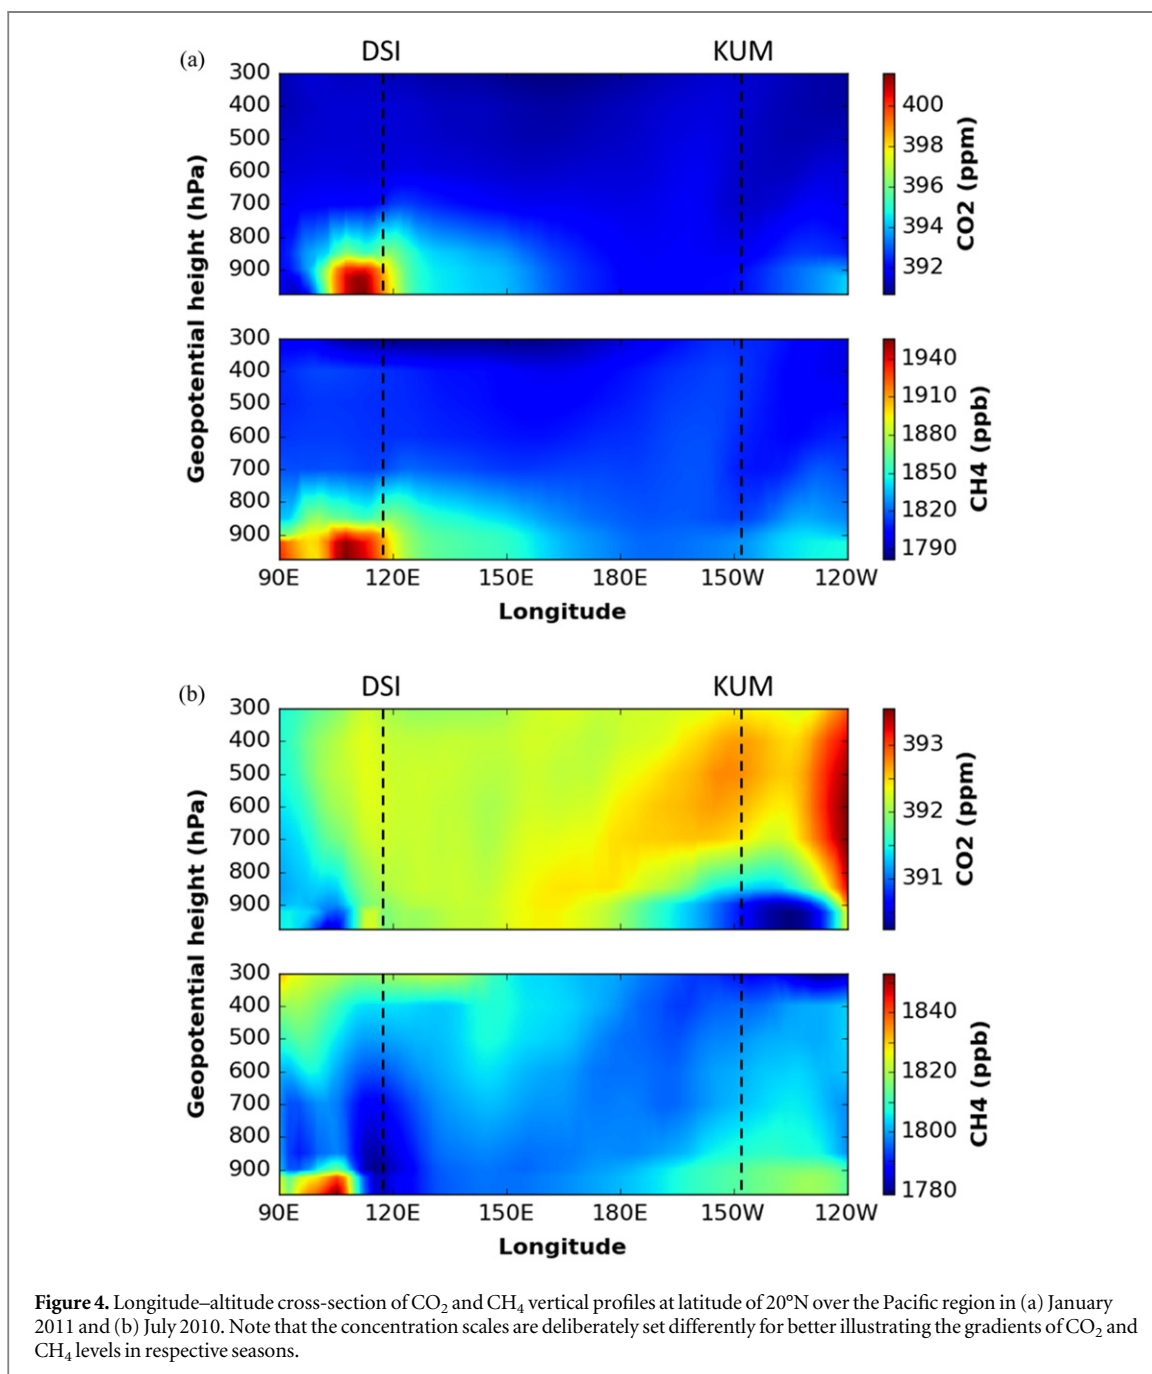 (a)
DSI KUM
300
400
500
600
700
800
900
400
398
396
394
392
CO2 (ppm)
Geopotential height (hPa)
300
400
500
600
700
800
900
1940
1910
1880
1850
1820
1790
CH4 (ppb)
90E 120E 150E 180E 150W 120W
Longitude
(b)
DSI KUM
300
400
500
600
700
800
900
393
392
391
CO2 (ppm)
Geopotential height (hPa)
300
400
500
600
700
800
900
1840
1820
1800
1780
CH4 (ppb)
90E 120E 150E 180E 150W 120W
Longitude
Figure 4. Longitude–altitude cross-section of CO₂ and CH₄ vertical profiles at latitude of 20°N over the Pacific region in (a) January
2011 and (b) July 2010. Note that the concentration scales are deliberately set differently for better illustrating the gradients of CO₂ and
CH₄ levels in respective seasons.